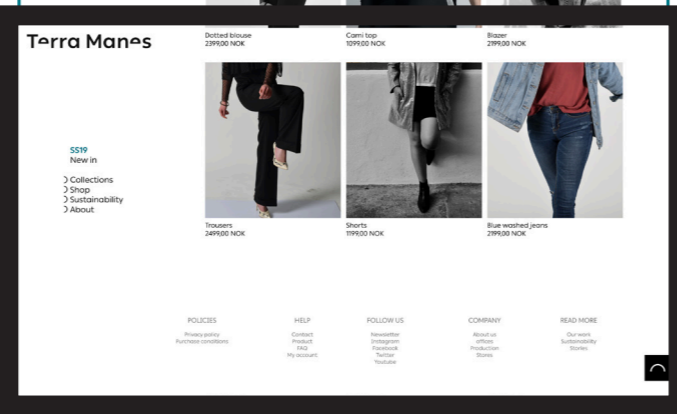 Terra Manes
Dotted blouse
2399,00 NOK
Cami top
1099,00 NOK
Blazer
2199,00 NOK
SS19
New in
Collections
Shop
Sustainability
About
Trousers
2499,00 NOK
Shorts
1199,00 NOK
Blue washed jeans
2199,00 NOK
POLICIES
Privacy policy
Purchase conditions
HELP
Contact
Product
FAQ
My account
FOLLOW US
Newsletter
Instagram
Facebook
Twitter
Youtube
COMPANY
About us
offices
Production
Stores
READ MORE
Our work
Sustainability
Stories